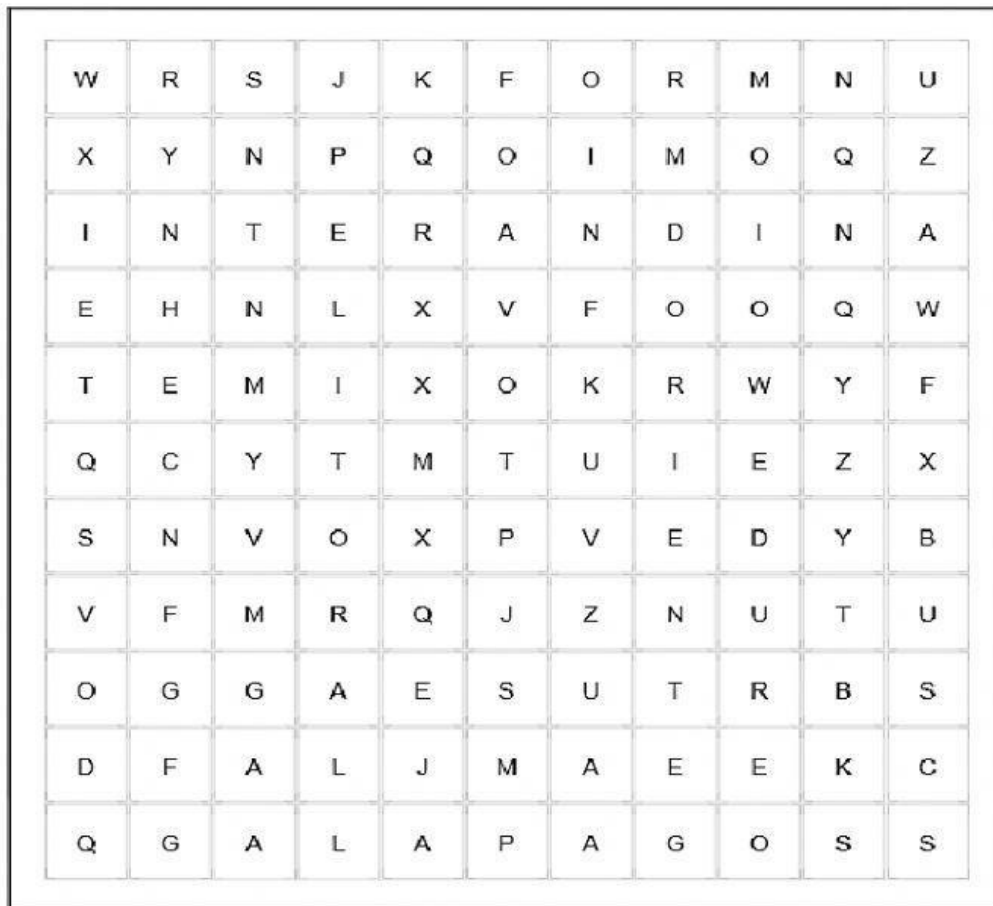 W R S J K F O R M N U
X Y N P Q O I M O Q Z
I N T E R A N D I N A
E H N L X V F O O Q W
T E M I X O K R W Y F
Q C Y T M T U I E Z X
S N V O X P V E D Y B
V F M R Q J Z N U T U
O G G A E S U T R B S
D F A L J M A E E K C
Q G A L A P A G O S S